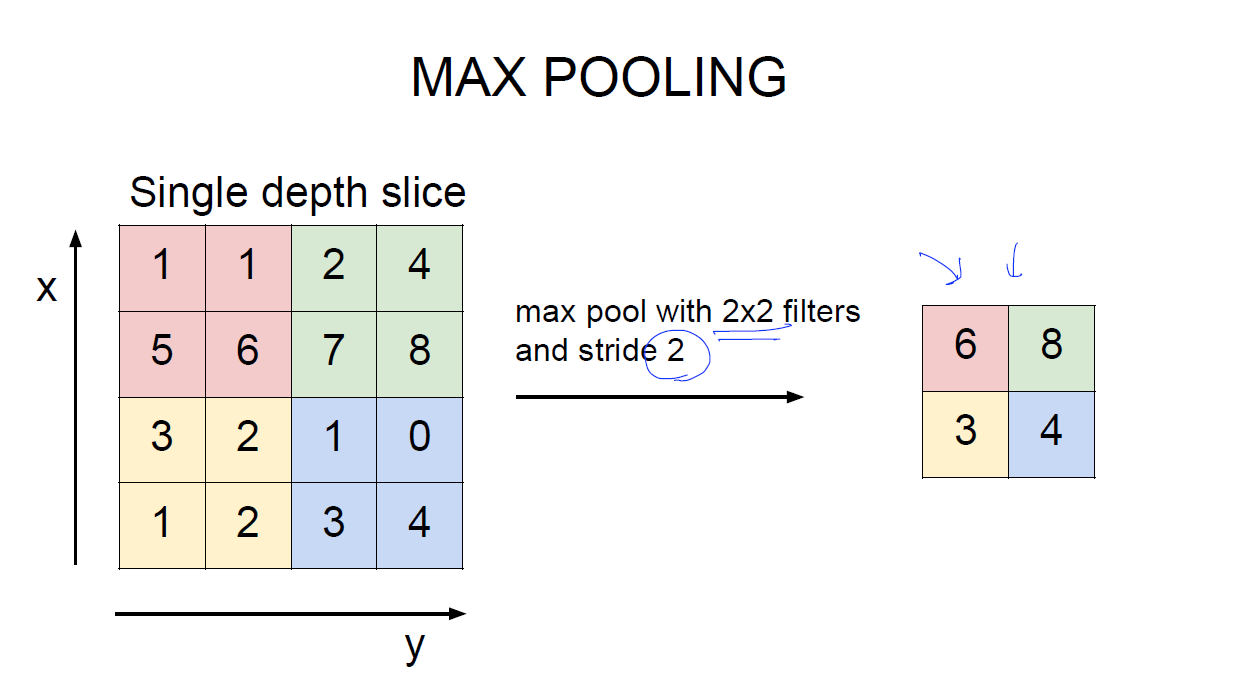 MAX POOLING
Single depth slice
x
1 1 2 4
5 6 7 8
3 2 1 0
1 2 3 4
y
max pool with 2x2 filters
and stride 2
6 8
3 4